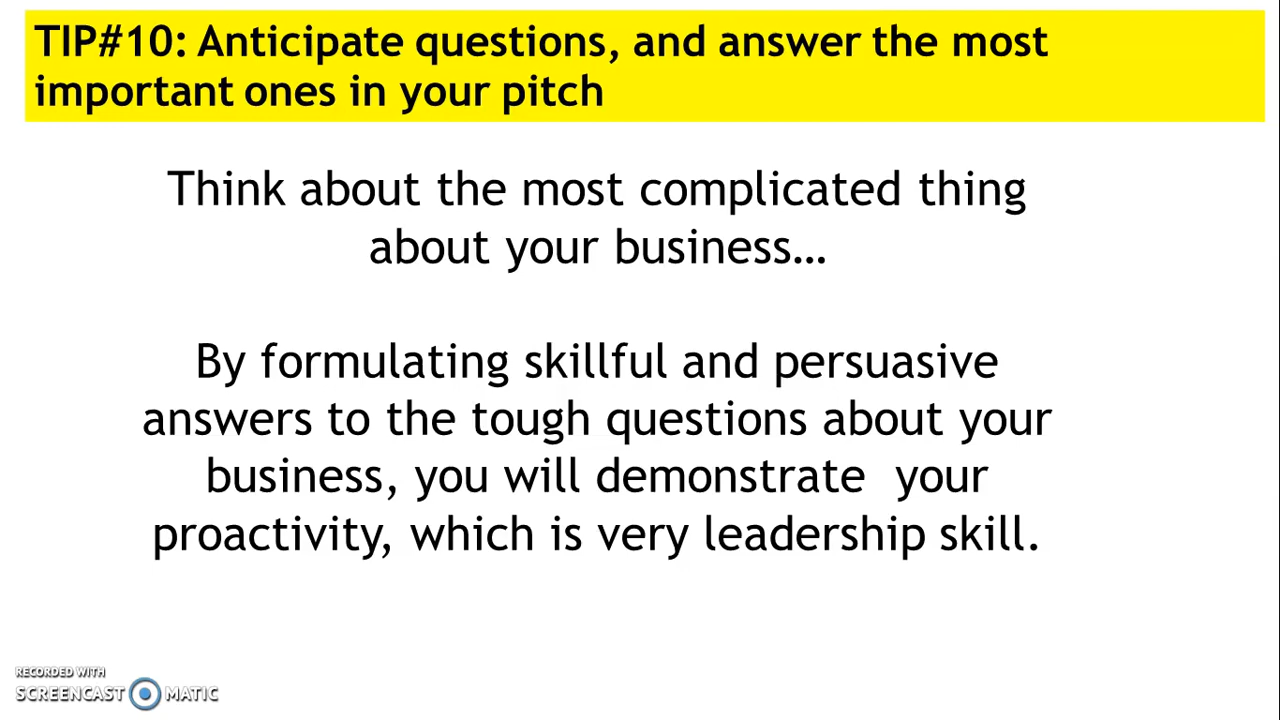 TIP#10: Anticipate questions, and answer the most
important ones in your pitch
Think about the most complicated thing
about your business…
By formulating skillful and persuasive
answers to the tough questions about your
business, you will demonstrate  your
proactivity, which is very leadership skill.
RECORDED WITH
SCREENCAST MATIC